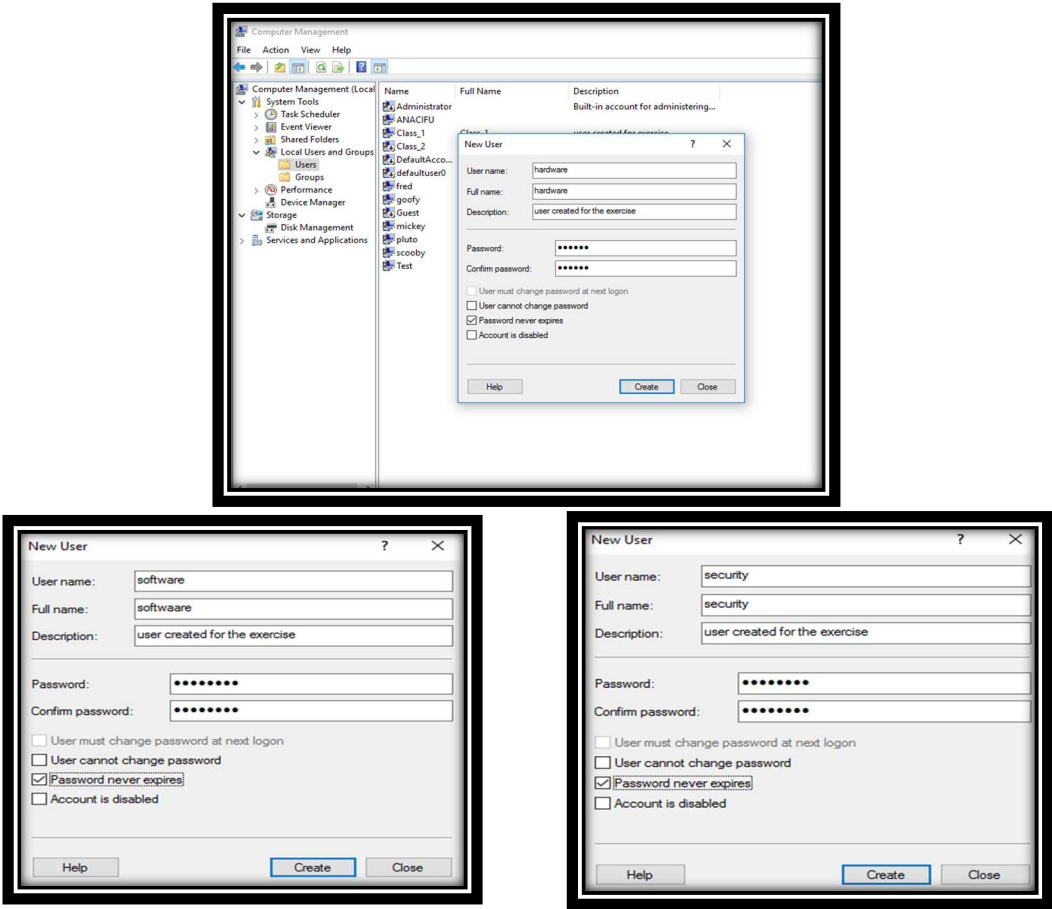 Computer Management
File Action View Help
Computer Management (Local
System Tools
Task Scheduler
Event Viewer
Shared Folders
Local Users and Groups
Users
Groups
Performance
Device Manager
Storage
Disk Management
Services and Applications
Name Full Name Description
Administrator Built-in account for administering...
ANACIFU
Class_1 Class_1 user created for exercise
Class_2
DefaultAcco...
defaultuser0
fred
goofy
Guest
mickey
pluto
scooby
Test
New User ?
User name: hardware
Full name: hardware
Description: user created for the exercise
Password: ••••••
Confirm password: ••••••
User must change password at next logon
User cannot change password
Password never expires
Account is disabled
Help Create Close
New User ?
User name: software
Full name: softwaare
Description: user created for the exercise
Password: ••••••••
Confirm password: ••••••••
User must change password at next logon
User cannot change password
Password never expires
Account is disabled
Help Create Close
New User ?
User name: security
Full name: security
Description: user created for the exercise
Password: ••••••••
Confirm password: ••••••••
User must change password at next logon
User cannot change password
Password never expires
Account is disabled
Help Create Close